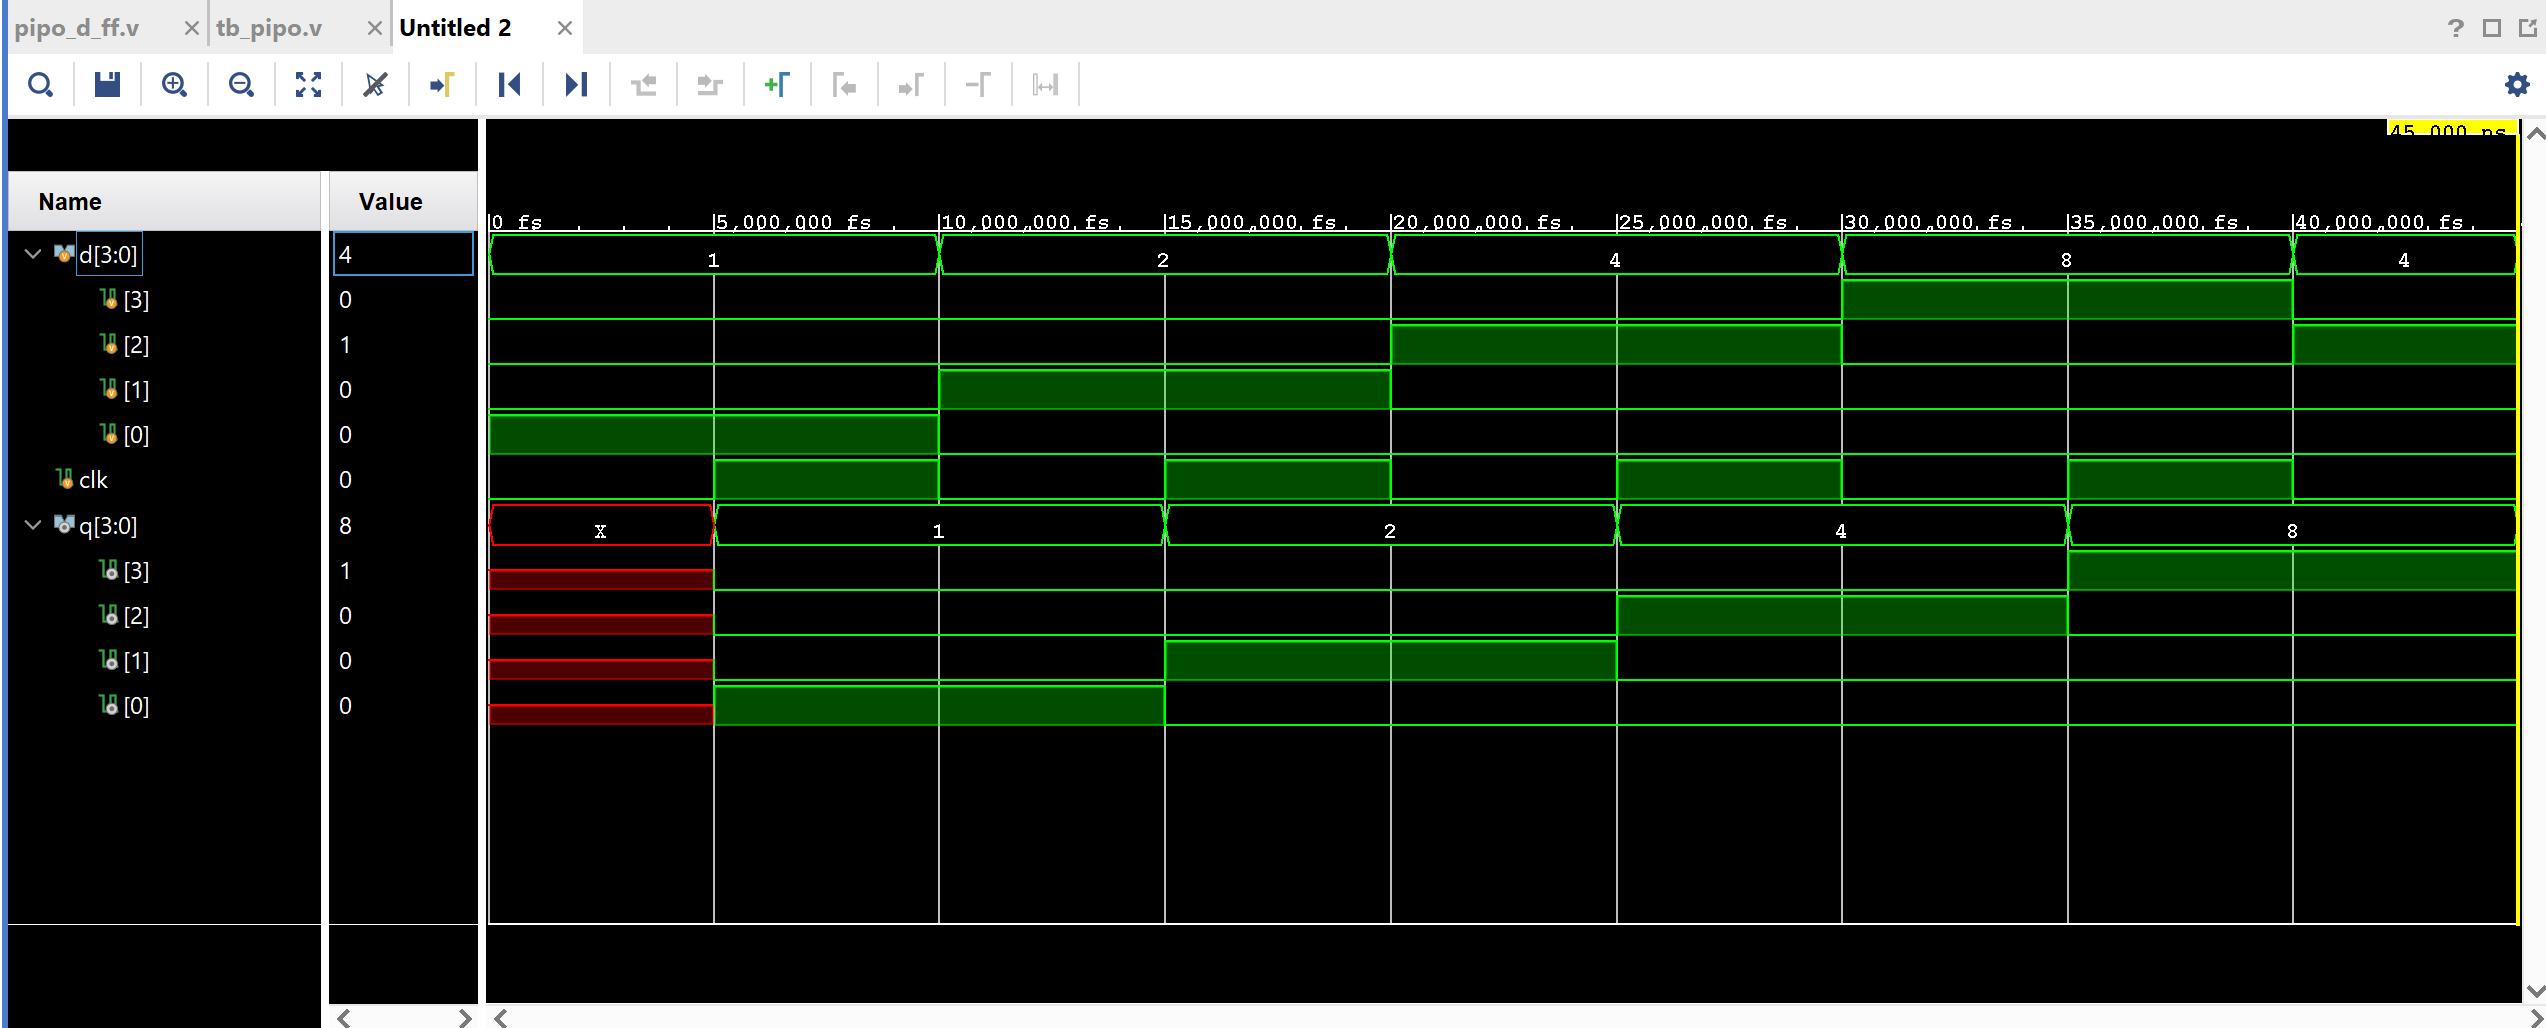 pipo_d_ff.v tb_pipo.v Untitled 2
45,000 ns
Name Value
0 fs 5,000,000 fs 10,000,000 fs 15,000,000 fs 20,000,000 fs 25,000,000 fs 30,000,000 fs 35,000,000 fs 40,000,000 fs
d[3:0] 4 1 2 4 8 4
[3] 0
[2] 1
[1] 0
[0] 0
clk 0
q[3:0] 8 X 1 2 4 8
[3] 1
[2] 0
[1] 0
[0] 0